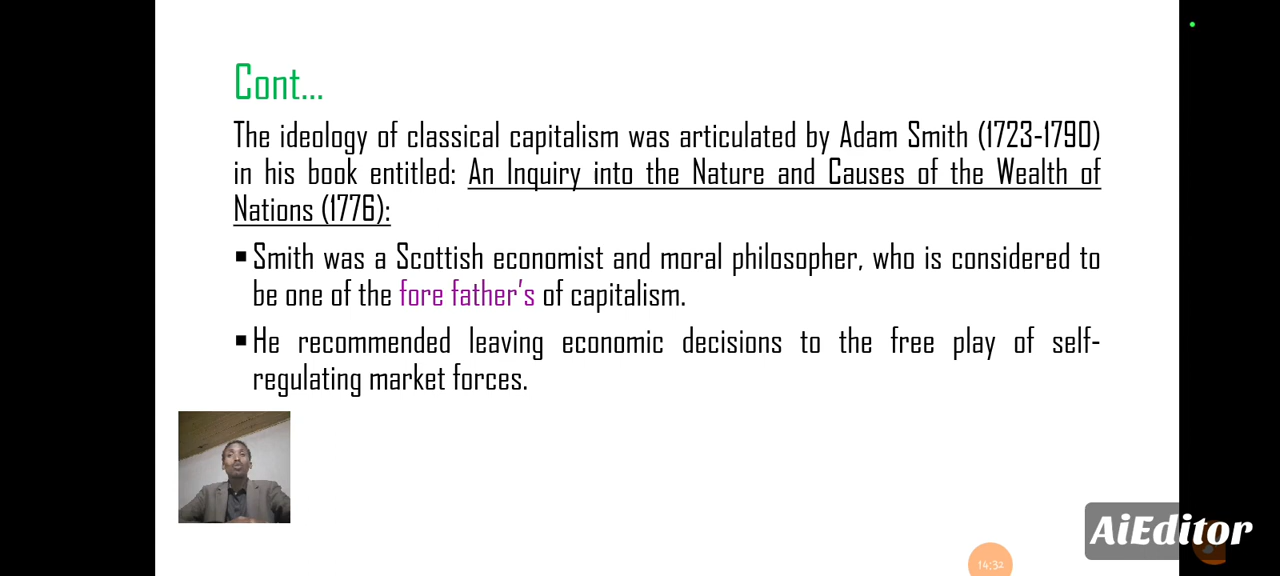 Cont...
The ideology of classical capitalism was articulated by Adam Smith (1723-1790)
in his book entitled: An Inquiry into the Nature and Causes of the Wealth of
Nations (1776):
▪ Smith was a Scottish economist and moral philosopher, who is considered to
be one of the fore father's of capitalism.
▪ He recommended leaving economic decisions to the free play of self-
regulating market forces.
AiEditor
14:32